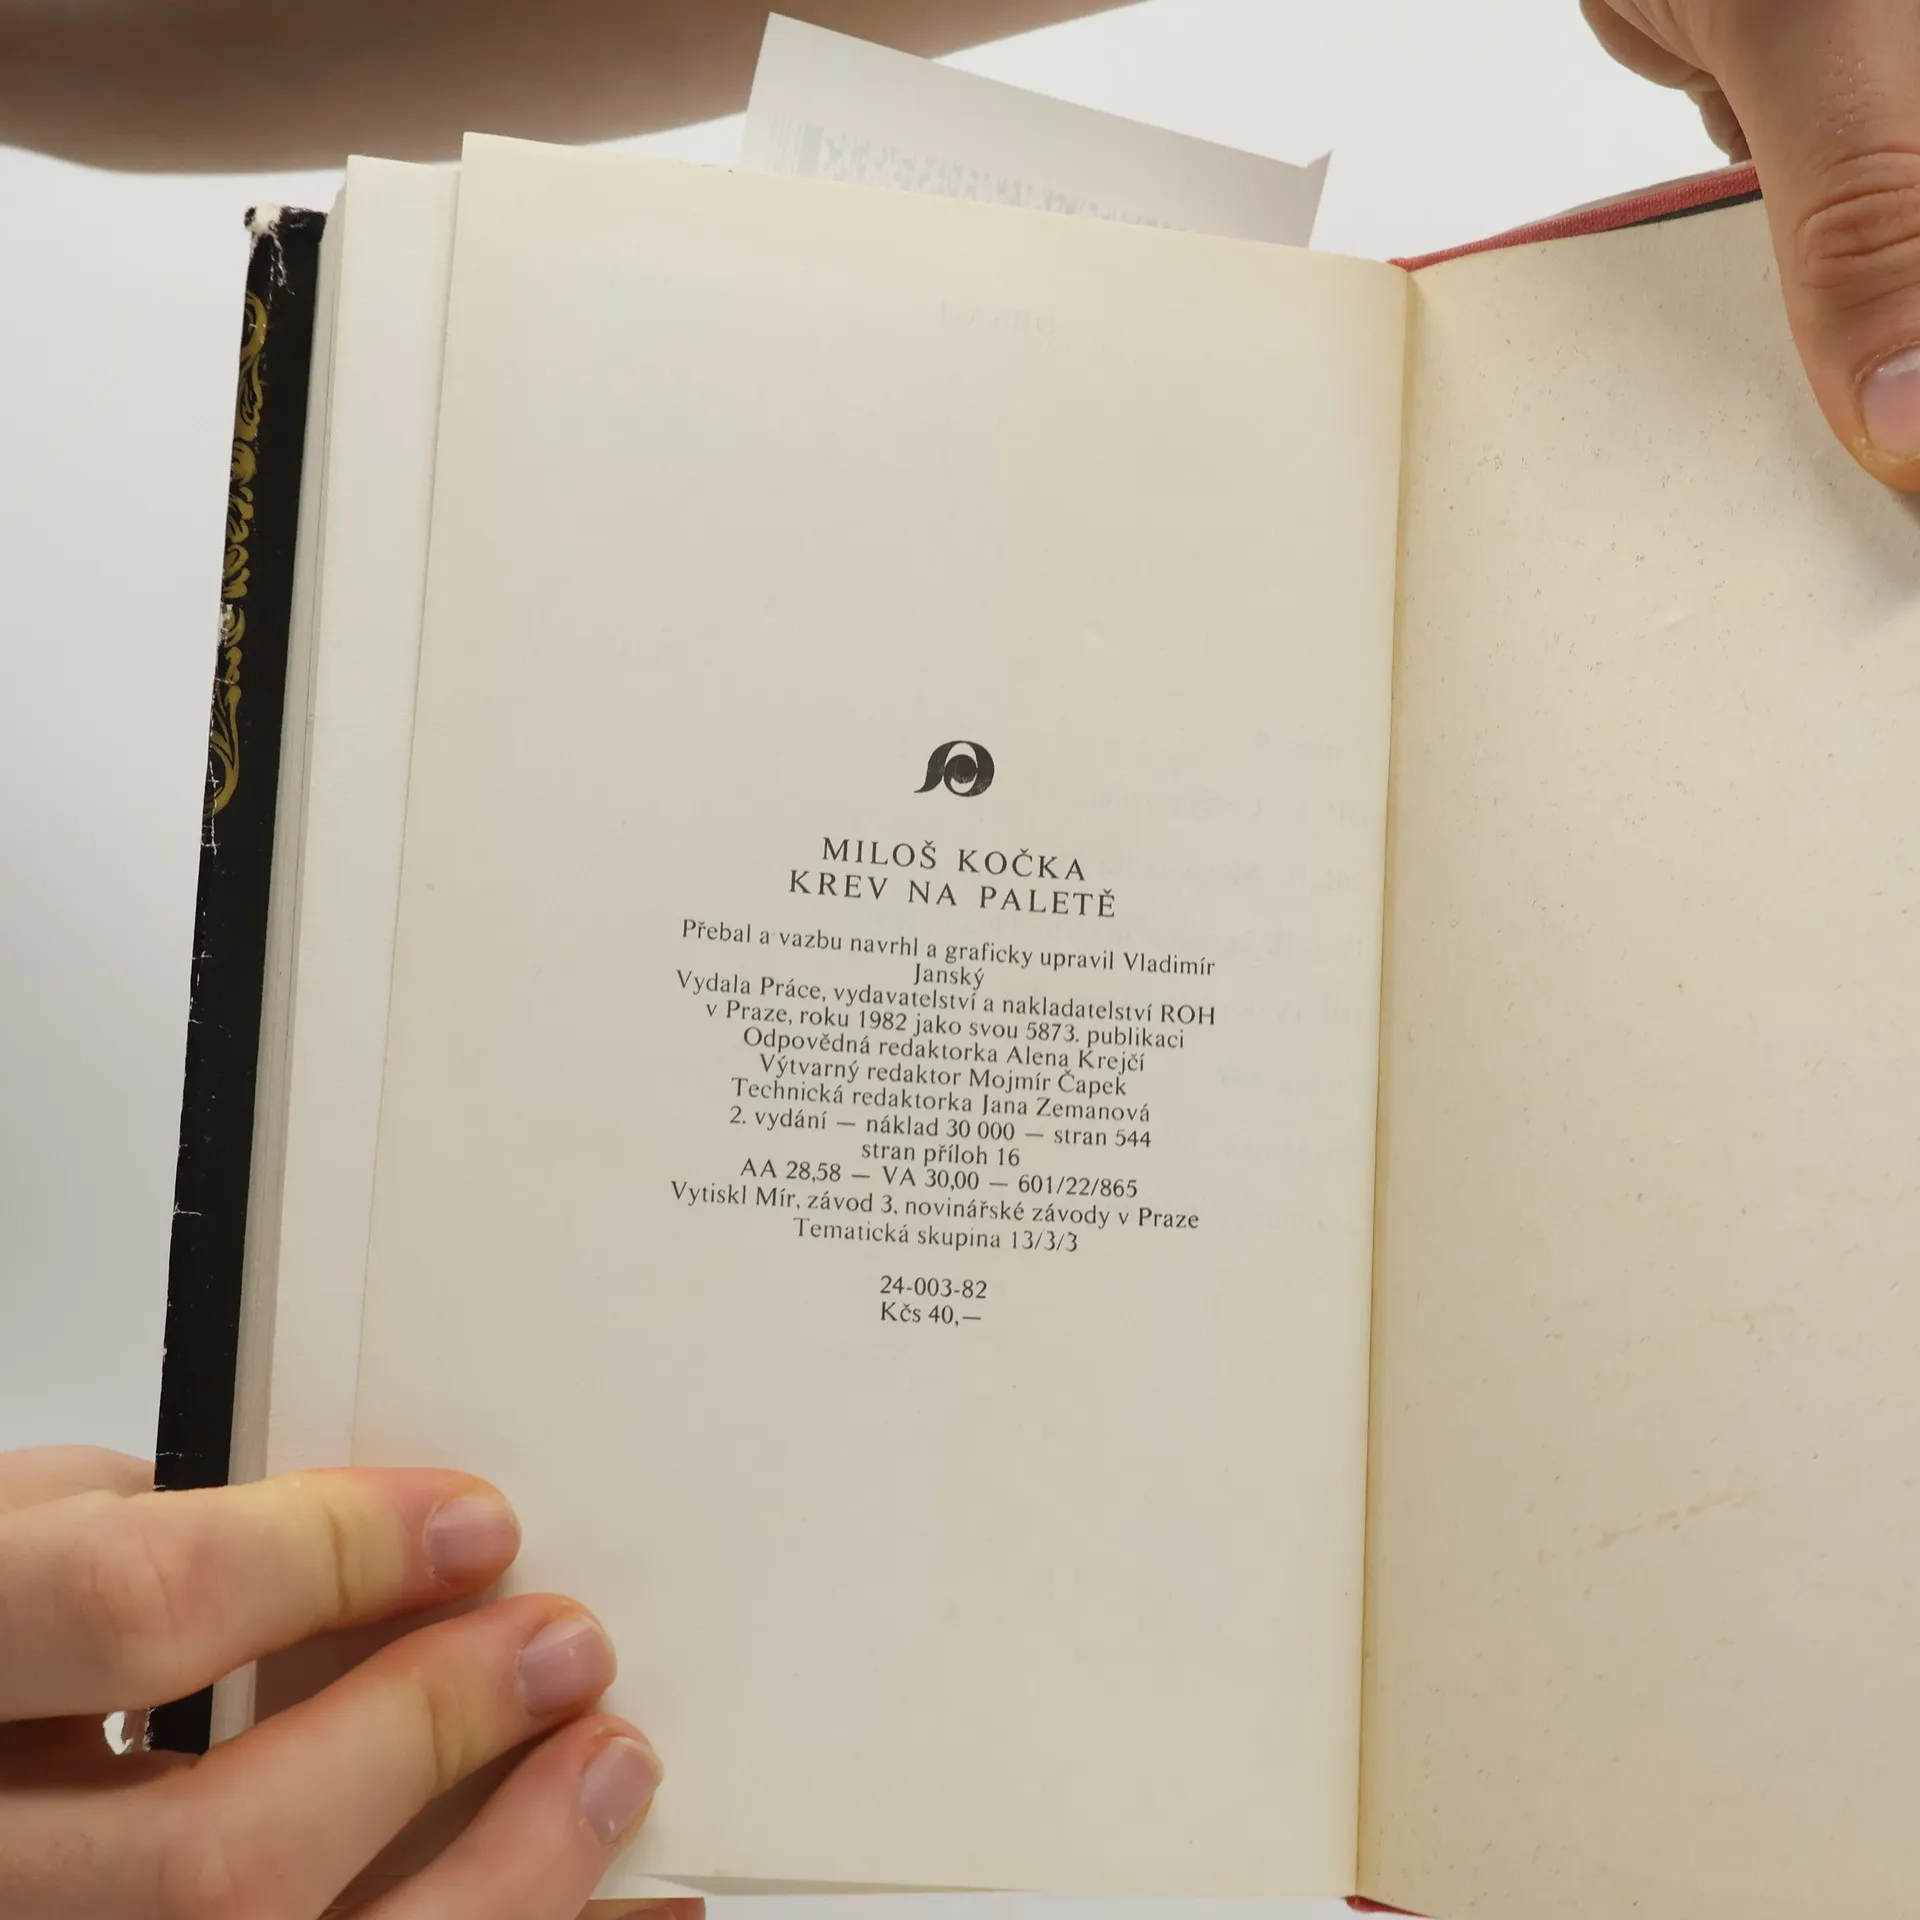 MILOŠ KOČKA
KREV NA PALETĚ
Přebal a vazbu navrhl a graficky upravil Vladimír
Janský
Vydala Práce, vydavatelství a nakladatelství ROH
v Praze, roku 1982 jako svou 5873. publikaci
Odpovědná redaktorka Alena Krejčí
Výtvarný redaktor Mojmír Čapek
Technická redaktorka Jana Zemanová
2. vydání — náklad 30 000 — stran 544
stran příloh 16
AA 28,58 — VA 30,00 — 601/22/865
Vytiskl Mír, závod 3, novinářské závody v Praze
Tematická skupina 13/3/3
24-003-82
Kčs 40,—